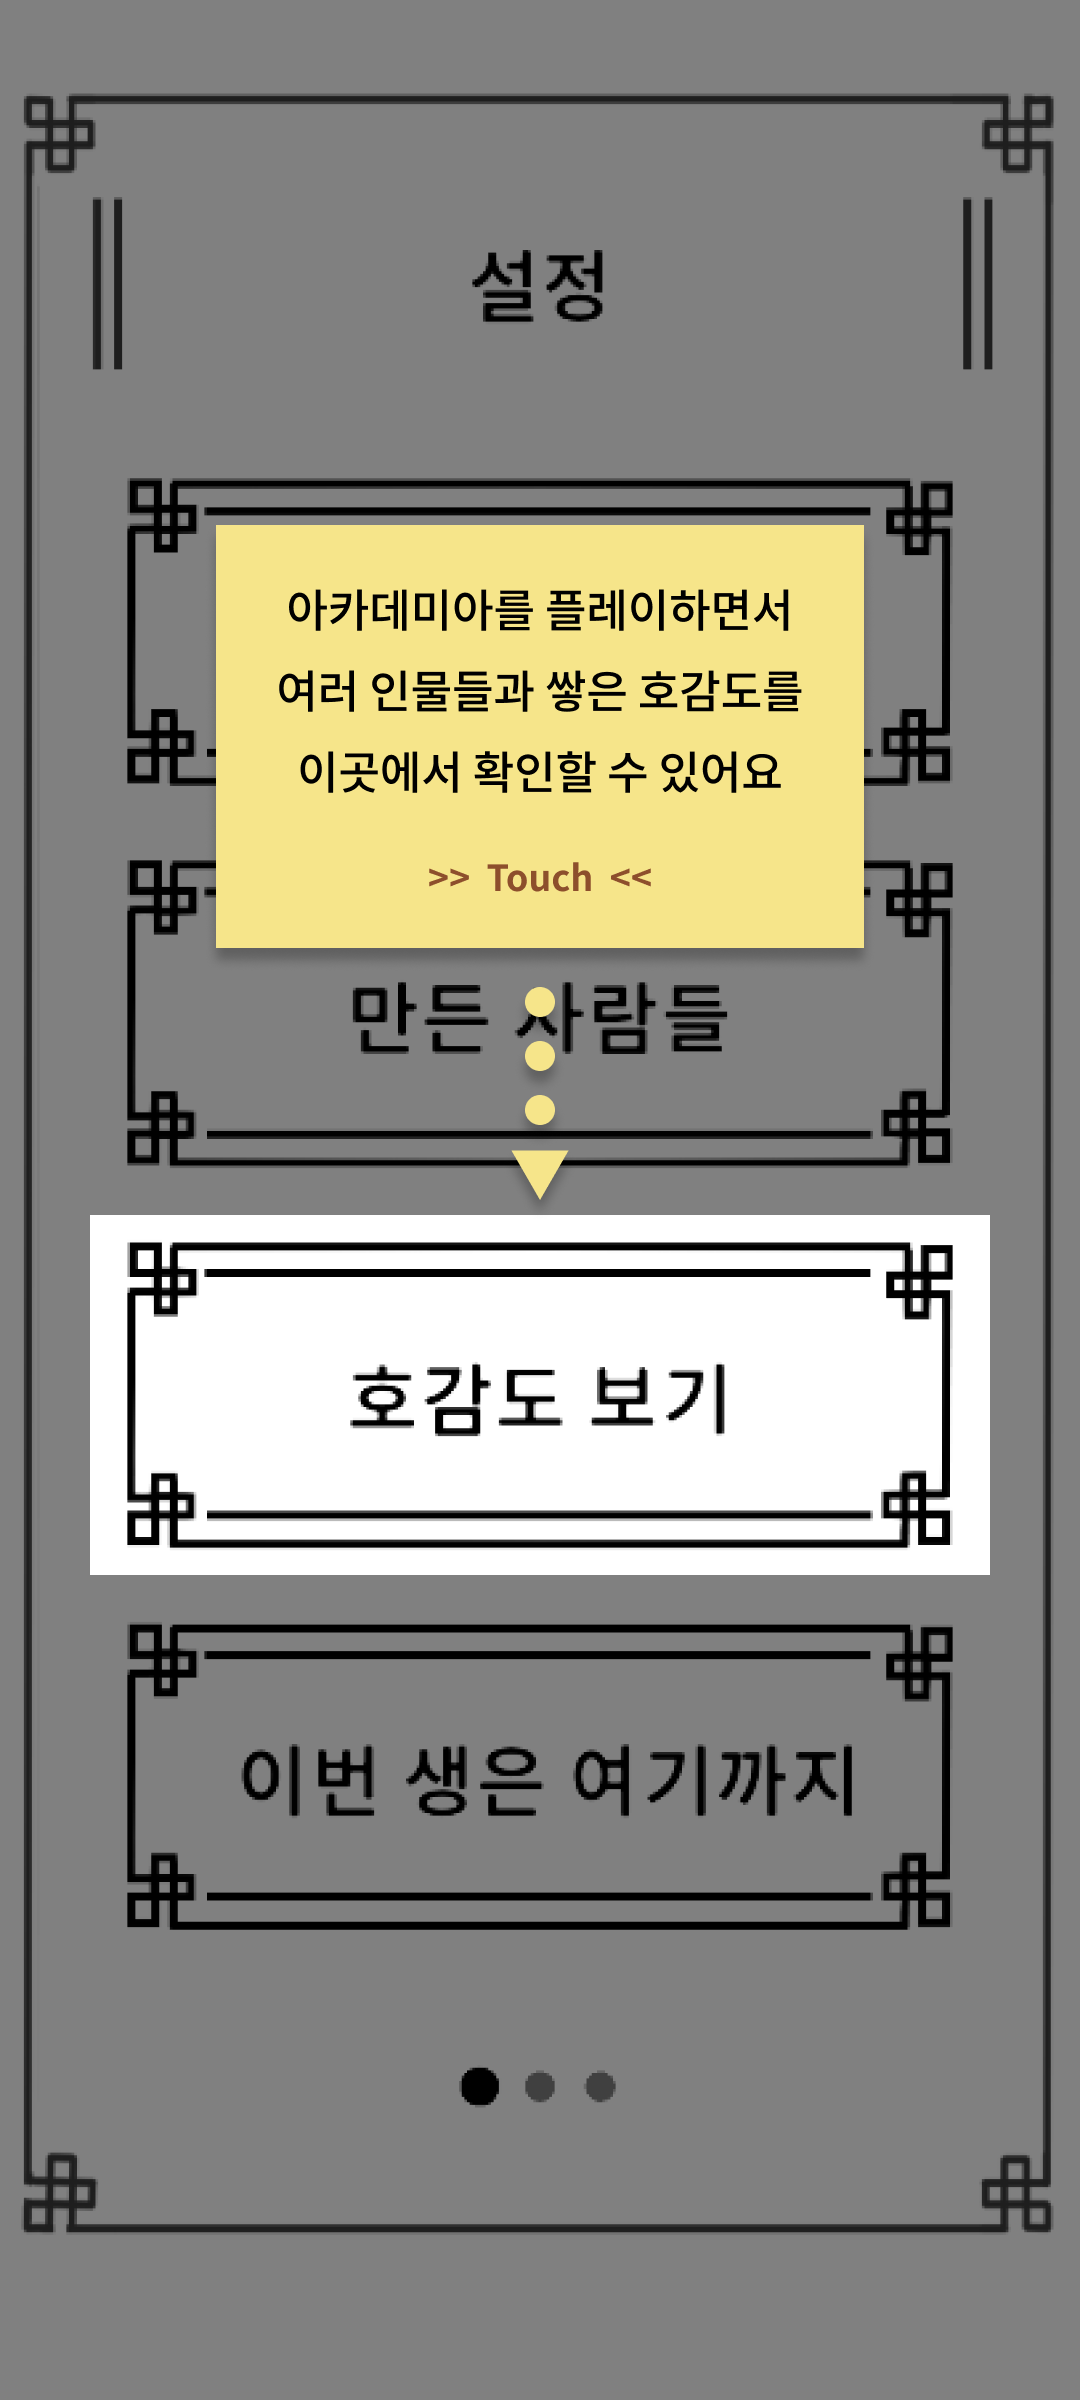 설정
아카데미아를 플레이하면서
여러 인물들과 쌓은 호감도를
이곳에서 확인할 수 있어요
>> Touch <<
만든 사람들
호감도 보기
이번 생은 여기까지